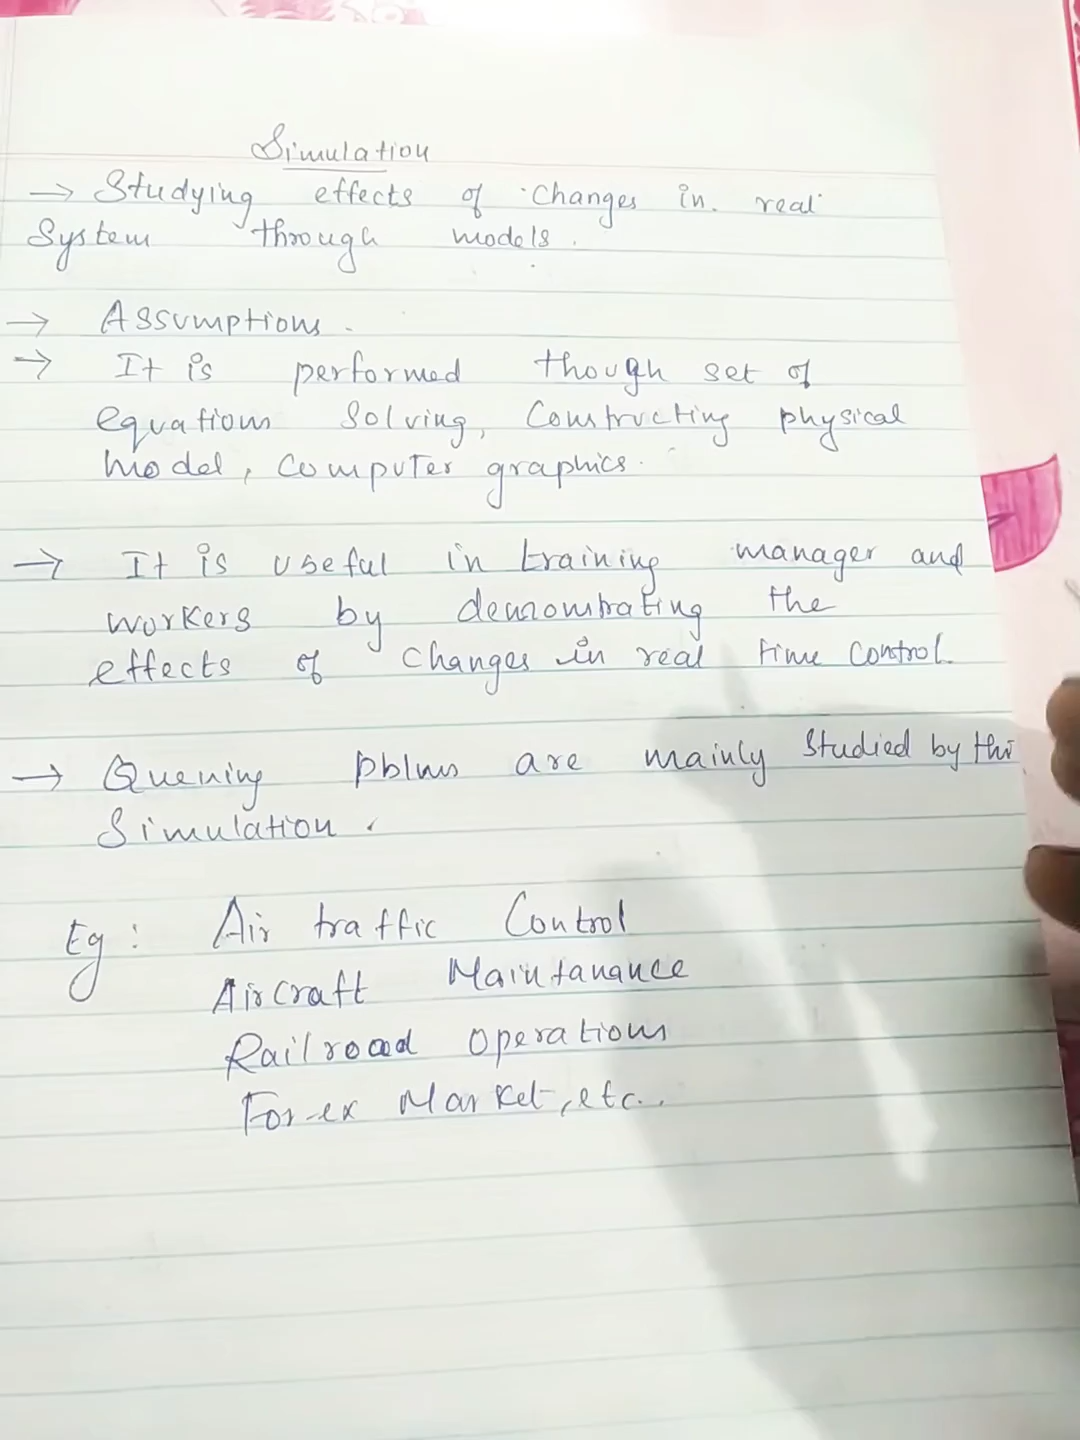 Simulation
→ Studying effects of changes in real
System through models.
→ Assumptions.
→ It is performed though set of
equations solving, Constructing physical
model, computer graphics.
→ It is useful in training manager and
workers by demonstrating the
effects of changes in real time control.
→ Queuing pblms are mainly studied by thi
Simulation.
Eg: Air traffic Control
Aircraft Maintanance
Railroad operations
Forex Market, etc..